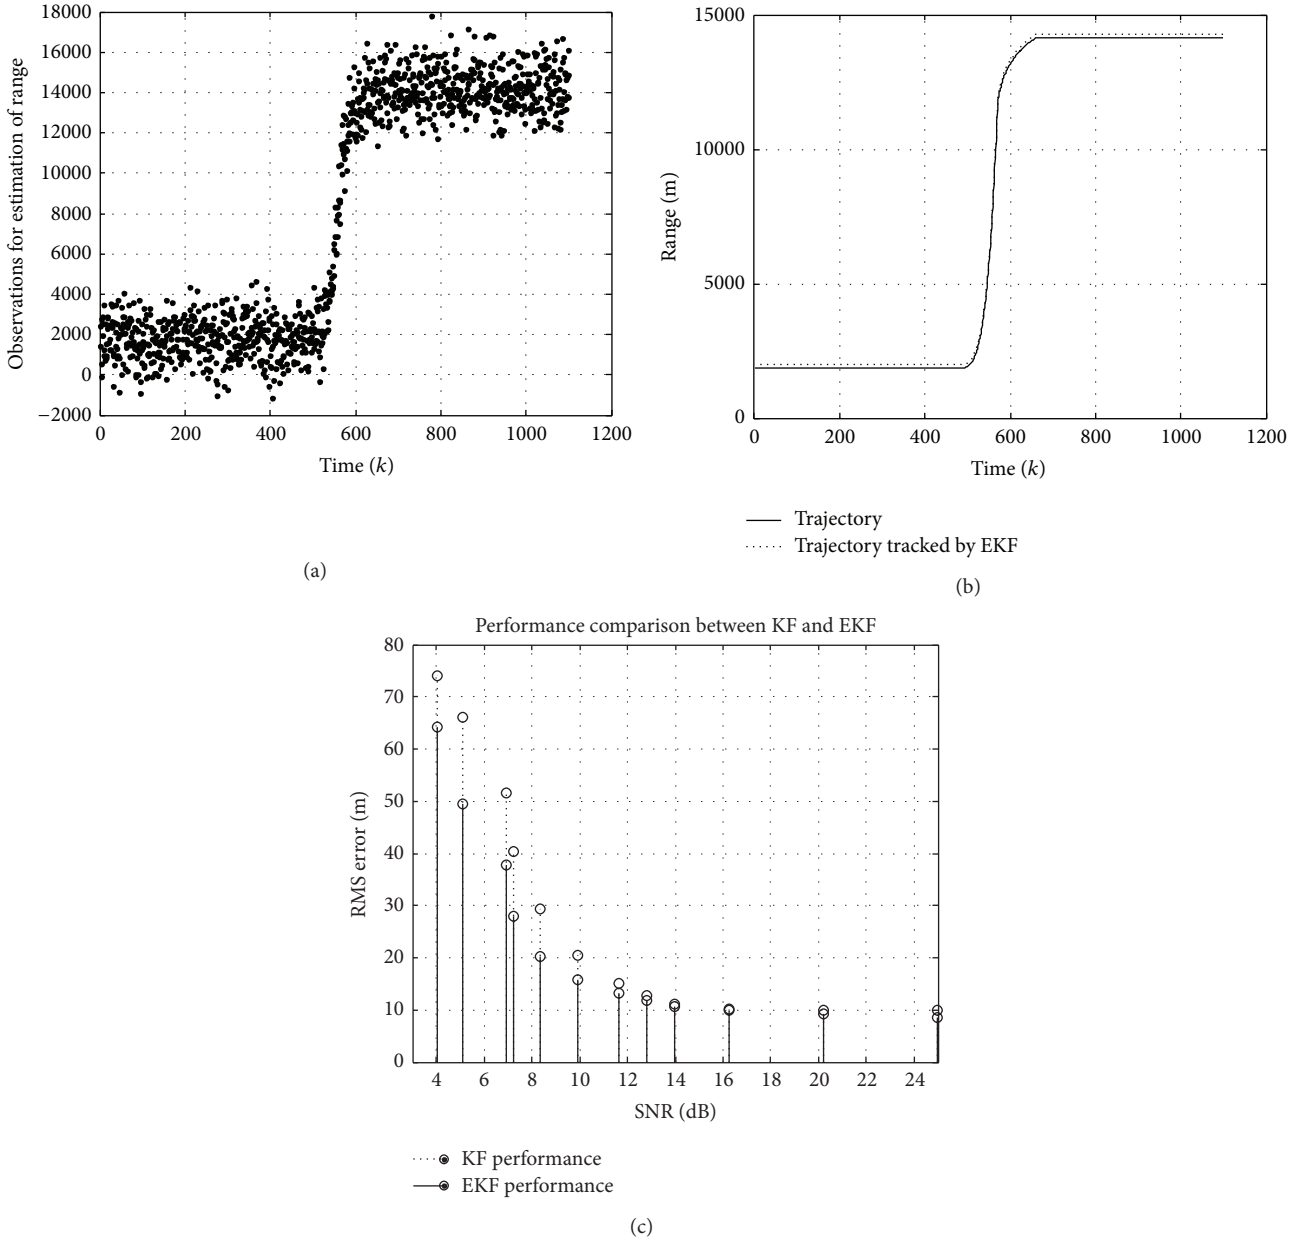 Observations for estimation of range
18000
16000
14000
12000
10000
8000
6000
4000
2000
0
−2000
0 200 400 600 800 1000 1200
Time (k)
(a)
Range (m)
15000
10000
5000
0
0 200 400 600 800 1000 1200
Time (k)
Trajectory
Trajectory tracked by EKF
(b)
Performance comparison between KF and EKF
RMS error (m)
80
70
60
50
40
30
20
10
0
4 6 8 10 12 14 16 18 20 22 24
SNR (dB)
KF performance
EKF performance
(c)